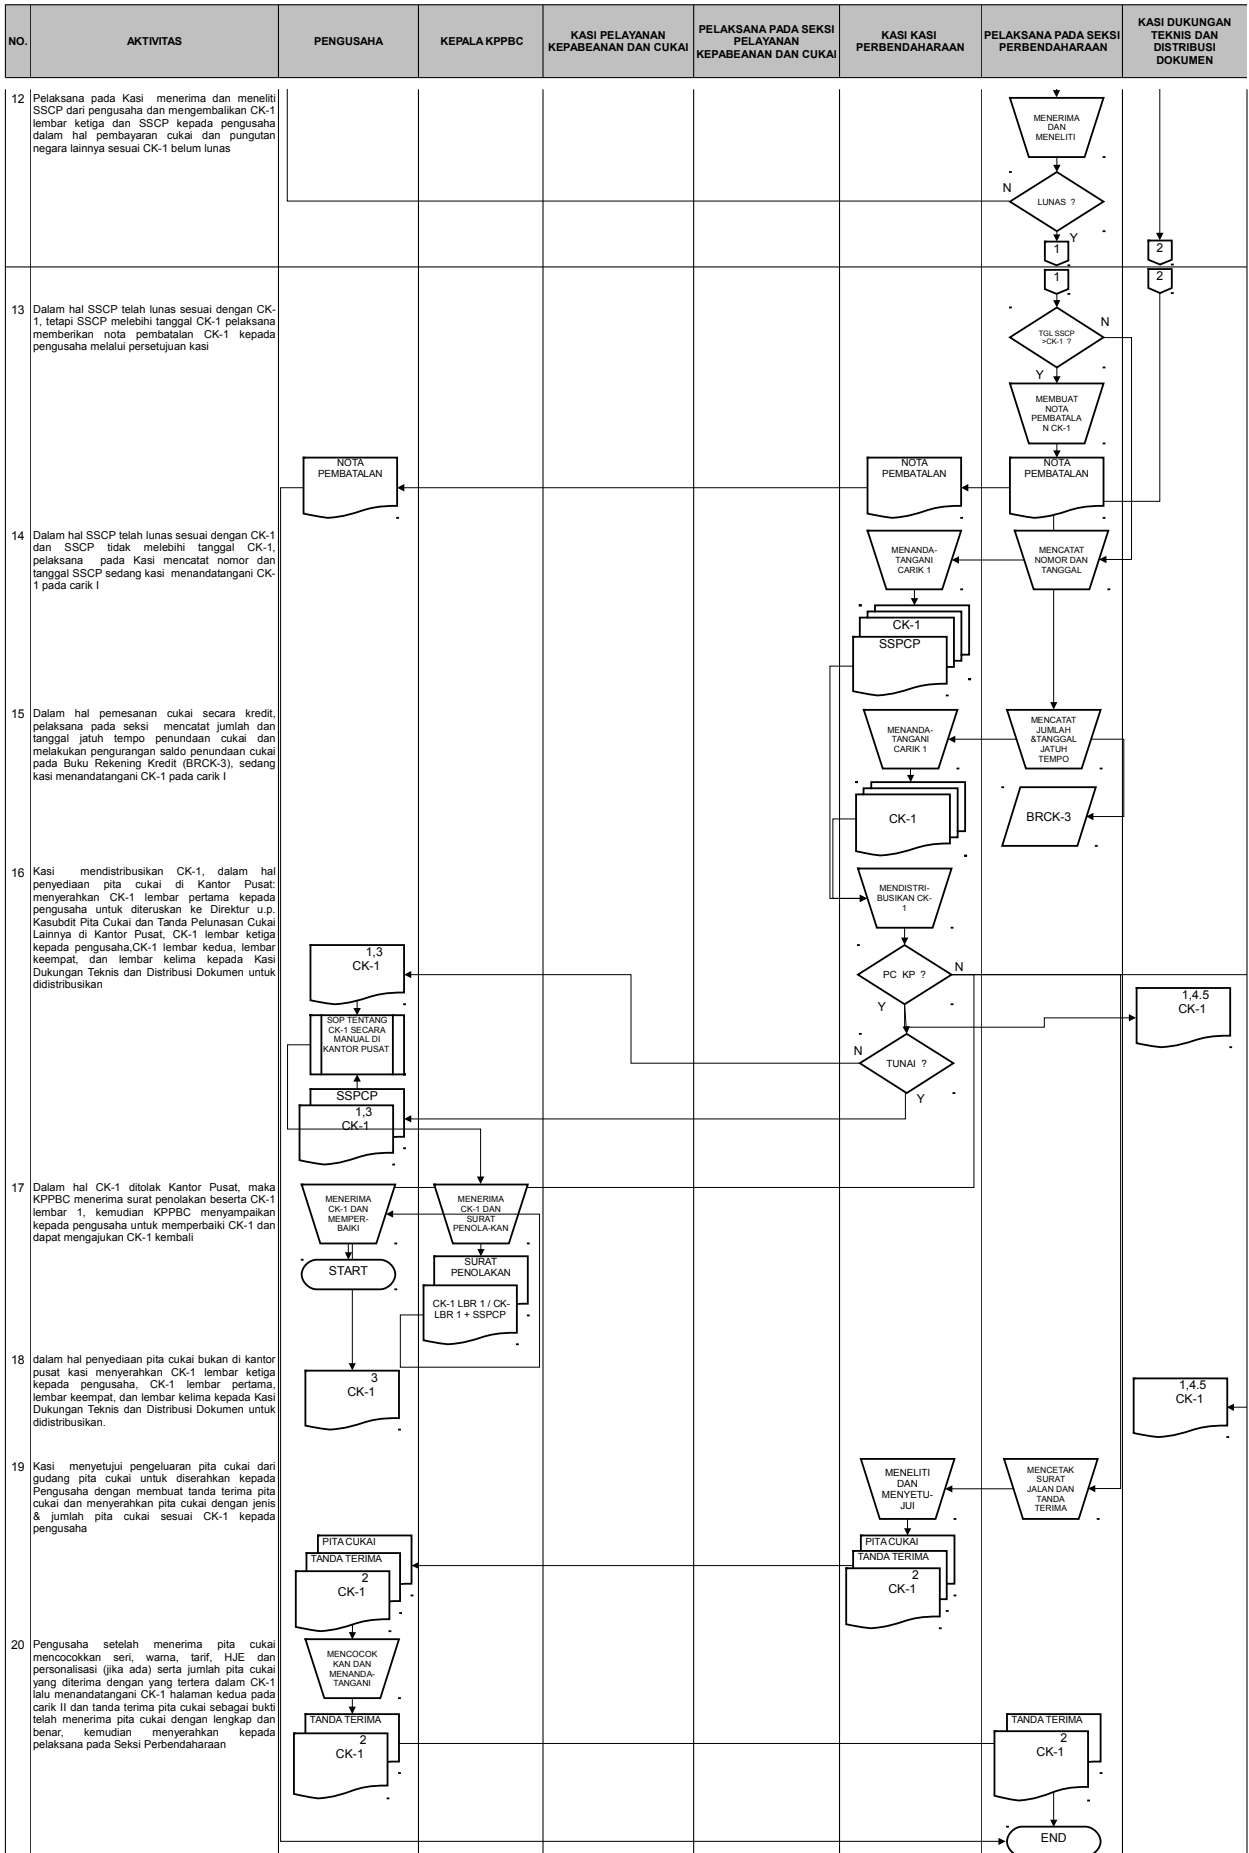 NO.
AKTIVITAS
PENGUSAHA
KEPALA KPPBC
KASI PELAYANAN
KEPABEANAN DAN CUKAI
PELAKSANA PADA SEKSI
PELAYANAN
KEPABEANAN DAN CUKAI
KASI KASI
PERBENDAHARAAN
PELAKSANA PADA SEKSI
PERBENDAHARAAN
KASI DUKUNGAN
TEKNIS DAN
DISTRIBUSI
DOKUMEN
12
Pelaksana pada Kasi menerima dan meneliti
SSCP dari pengusaha dan mengembalikan CK-1
lembar ketiga dan SSCP kepada pengusaha
dalam hal pembayaran cukai dan pungutan
negara lainnya sesuai CK-1 belum lunas
MENERIMA
DAN
MENELITI
N
LUNAS ?
Y
1
2
1
2
13
Dalam hal SSCP telah lunas sesuai dengan CK-
1, tetapi SSCP melebihi tanggal CK-1 pelaksana
memberikan nota pembatalan CK-1 kepada
pengusaha melalui persetujuan kasi
TGL SSCP
>CK-1 ?
N
Y
MEMBUAT
NOTA
PEMBATALA
N CK-1
NOTA
PEMBATALAN
NOTA
PEMBATALAN
NOTA
PEMBATALAN
14
Dalam hal SSCP telah lunas sesuai dengan CK-1
dan SSCP tidak melebihi tanggal CK-1,
pelaksana pada Kasi mencatat nomor dan
tanggal SSCP sedang kasi menandatangani CK-
1 pada carik I
MENANDA-
TANGANI
CARIK 1
MENCATAT
NOMOR DAN
TANGGAL
CK-1
SSPCP
15
Dalam hal pemesanan cukai secara kredit,
pelaksana pada seksi mencatat jumlah dan
tanggal jatuh tempo penundaan cukai dan
melakukan pengurangan saldo penundaan cukai
pada Buku Rekening Kredit (BRCK-3), sedang
kasi menandatangani CK-1 pada carik I
MENANDA-
TANGANI
CARIK 1
MENCATAT
JUMLAH
&TANGGAL
JATUH
TEMPO
CK-1
BRCK-3
16
Kasi mendistribusikan CK-1, dalam hal
penyediaan pita cukai di Kantor Pusat:
menyerahkan CK-1 lembar pertama kepada
pengusaha untuk diteruskan ke Direktur u.p.
Kasubdit Pita Cukai dan Tanda Pelunasan Cukai
Lainnya di Kantor Pusat, CK-1 lembar ketiga
kepada pengusaha,CK-1 lembar kedua, lembar
keempat, dan lembar kelima kepada Kasi
Dukungan Teknis dan Distribusi Dokumen untuk
didistribusikan
MENDISTRI-
BUSIKAN CK-
1
1,3
CK-1
PC KP ?
N
Y
1,4.5
CK-1
SOP TENTANG
CK-1 SECARA
MANUAL DI
KANTOR PUSAT
N
TUNAI ?
Y
SSPCP
1,3
CK-1
17
Dalam hal CK-1 ditolak Kantor Pusat, maka
KPPBC menerima surat penolakan beserta CK-1
lembar 1, kemudian KPPBC menyampaikan
kepada pengusaha untuk memperbaiki CK-1 dan
dapat mengajukan CK-1 kembali
MENERIMA
CK-1 DAN
MEMPER-
BAIKI
MENERIMA
CK-1 DAN
SURAT
PENOLA-KAN
START
SURAT
PENOLAKAN
CK-1 LBR 1 / CK-
LBR 1 + SSPCP
18
dalam hal penyediaan pita cukai bukan di kantor
pusat kasi menyerahkan CK-1 lembar ketiga
kepada pengusaha, CK-1 lembar pertama,
lembar keempat, dan lembar kelima kepada Kasi
Dukungan Teknis dan Distribusi Dokumen untuk
didistribusikan.
3
CK-1
1,4.5
CK-1
19
Kasi menyetujui pengeluaran pita cukai dari
gudang pita cukai untuk diserahkan kepada
Pengusaha dengan membuat tanda terima pita
cukai dan menyerahkan pita cukai dengan jenis
& jumlah pita cukai sesuai CK-1 kepada
pengusaha
MENELITI
DAN
MENYETU-
JUI
MENCETAK
SURAT
JALAN DAN
TANDA
TERIMA
PITA CUKAI
TANDA TERIMA
2
CK-1
PITA CUKAI
TANDA TERIMA
2
CK-1
20
Pengusaha setelah menerima pita cukai
mencocokkan seri, warna, tarif, HJE dan
personalisasi (jika ada) serta jumlah pita cukai
yang diterima dengan yang tertera dalam CK-1
lalu menandatangani CK-1 halaman kedua pada
carik II dan tanda terima pita cukai sebagai bukti
telah menerima pita cukai dengan lengkap dan
benar, kemudian menyerahkan kepada
pelaksana pada Seksi Perbendaharaan
MENCOCOK
KAN DAN
MENANDA-
TANGANI
TANDA TERIMA
2
CK-1
TANDA TERIMA
2
CK-1
END